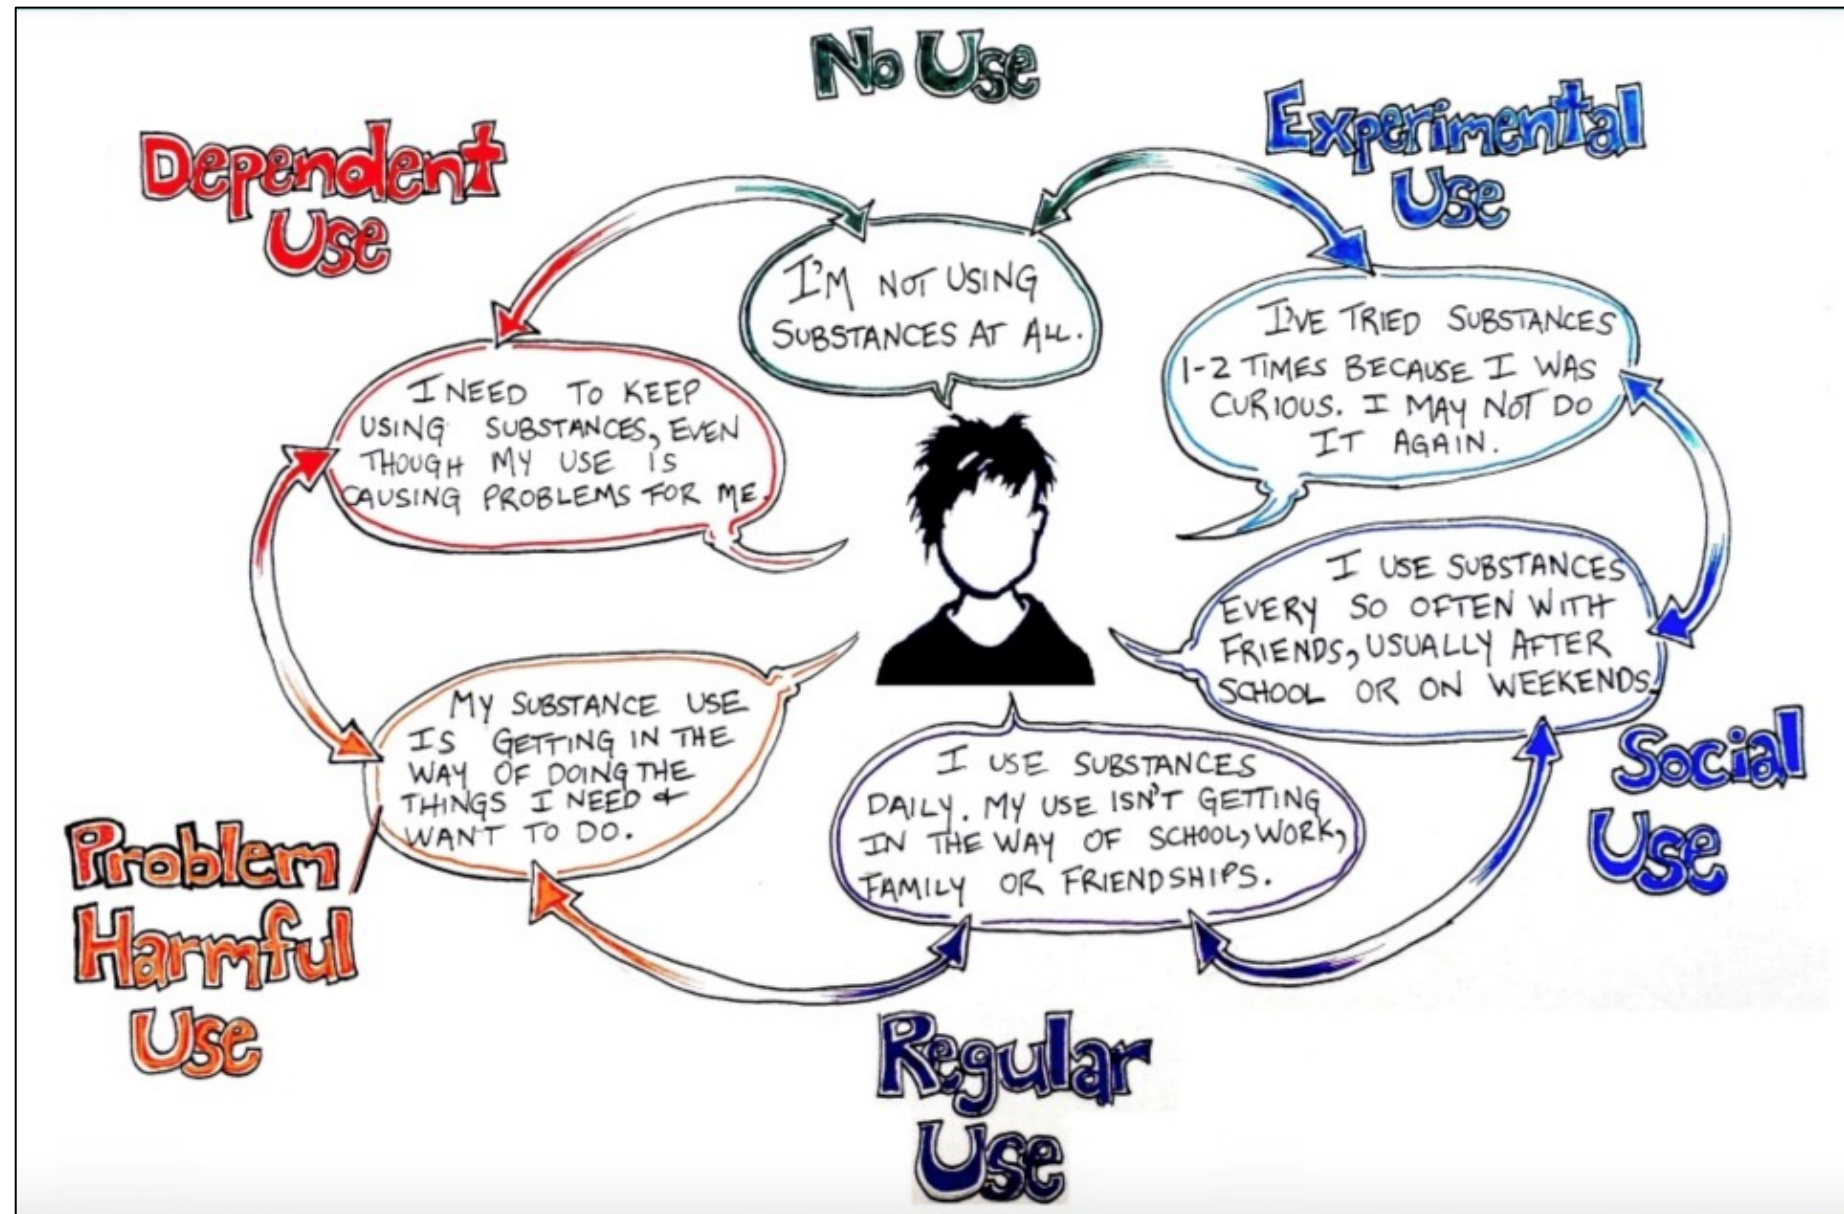 No Use
I'M NOT USING
SUBSTANCES AT ALL.
Experimental
Use
I'VE TRIED SUBSTANCES
1-2 TIMES BECAUSE I WAS
CURIOUS. I MAY NOT DO
IT AGAIN.
I USE SUBSTANCES
EVERY SO OFTEN WITH
FRIENDS, USUALLY AFTER
SCHOOL OR ON WEEKENDS.
Social
Use
I USE SUBSTANCES
DAILY. MY USE ISN'T GETTING
IN THE WAY OF SCHOOL, WORK,
FAMILY OR FRIENDSHIPS.
Regular
Use
MY SUBSTANCE USE
IS GETTING IN THE
WAY OF DOING THE
THINGS I NEED &
WANT TO DO.
Problem
Harmful
Use
Dependent
Use
I NEED TO KEEP
USING SUBSTANCES, EVEN
THOUGH MY USE IS
CAUSING PROBLEMS FOR ME.